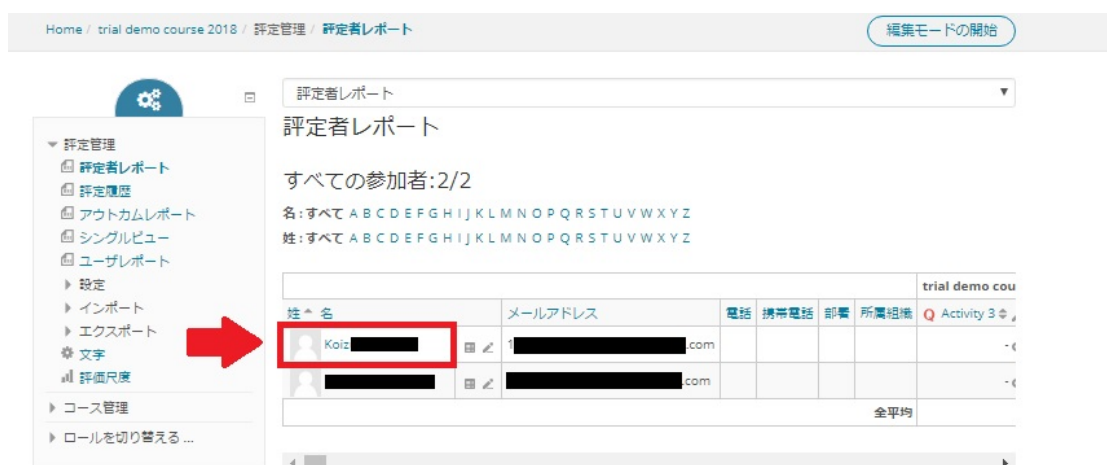 Home / trial demo course 2018 / 評定管理 / 評定者レポート
編集モードの開始
評定者レポート
評定者レポート
すべての参加者:2/2
名:すべて A B C D E F G H I J K L M N O P Q R S T U V W X Y Z
姓:すべて A B C D E F G H I J K L M N O P Q R S T U V W X Y Z
評定管理
評定者レポート
評定履歴
アウトカムレポート
シングルビュー
ユーザレポート
設定
インポート
エクスポート
文字
評価尺度
コース管理
ロールを切り替える ...
trial demo cou
姓 名 メールアドレス 電話 携帯電話 部署 所属組織 Q Activity 3
Koiz 1 .com -
.com -
全平均